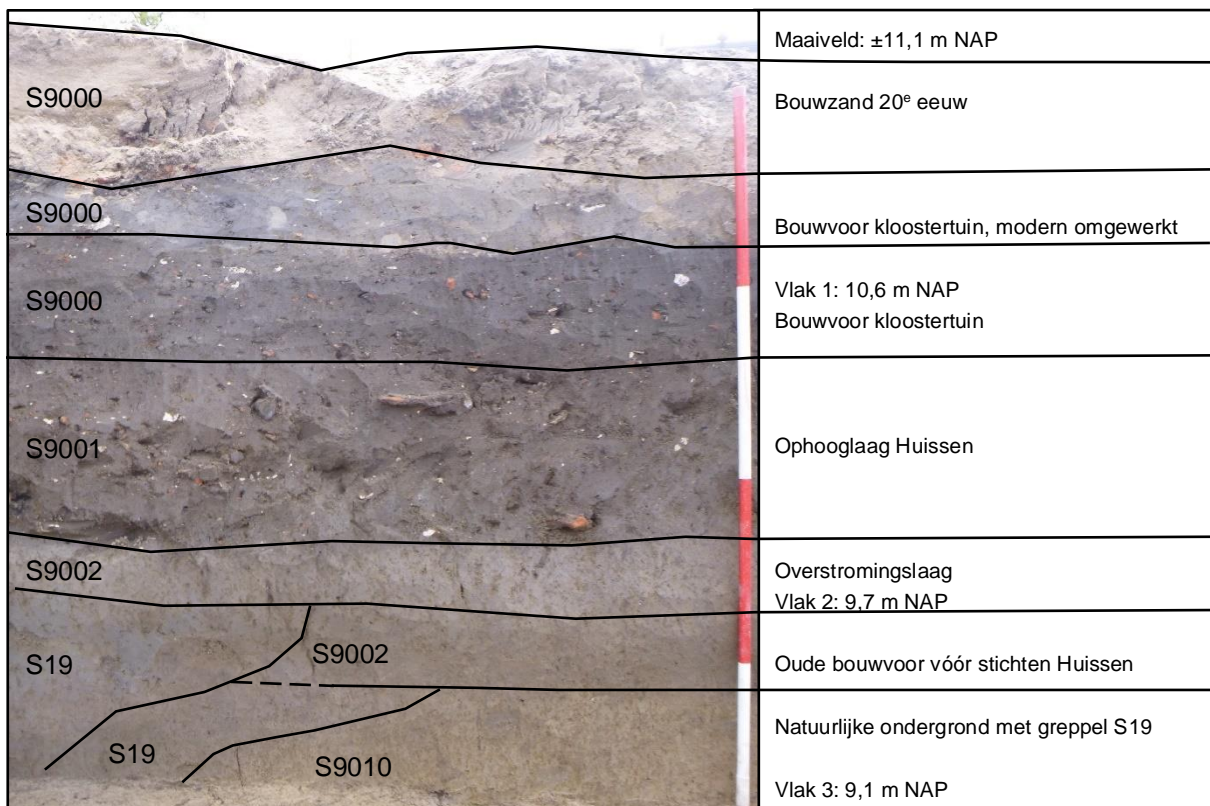 Maaiveld: ±11,1 m NAP
S9000
Bouwzand 20e eeuw
S9000
Bouwvoor kloostertuin, modern omgewerkt
S9000
Vlak 1: 10,6 m NAP
Bouwvoor kloostertuin
S9001
Ophooglaag Huissen
S9002
Overstromingslaag
Vlak 2: 9,7 m NAP
S19
S9002
Oude bouwvoor vóór stichten Huissen
S19
S9010
Natuurlijke ondergrond met greppel S19
Vlak 3: 9,1 m NAP